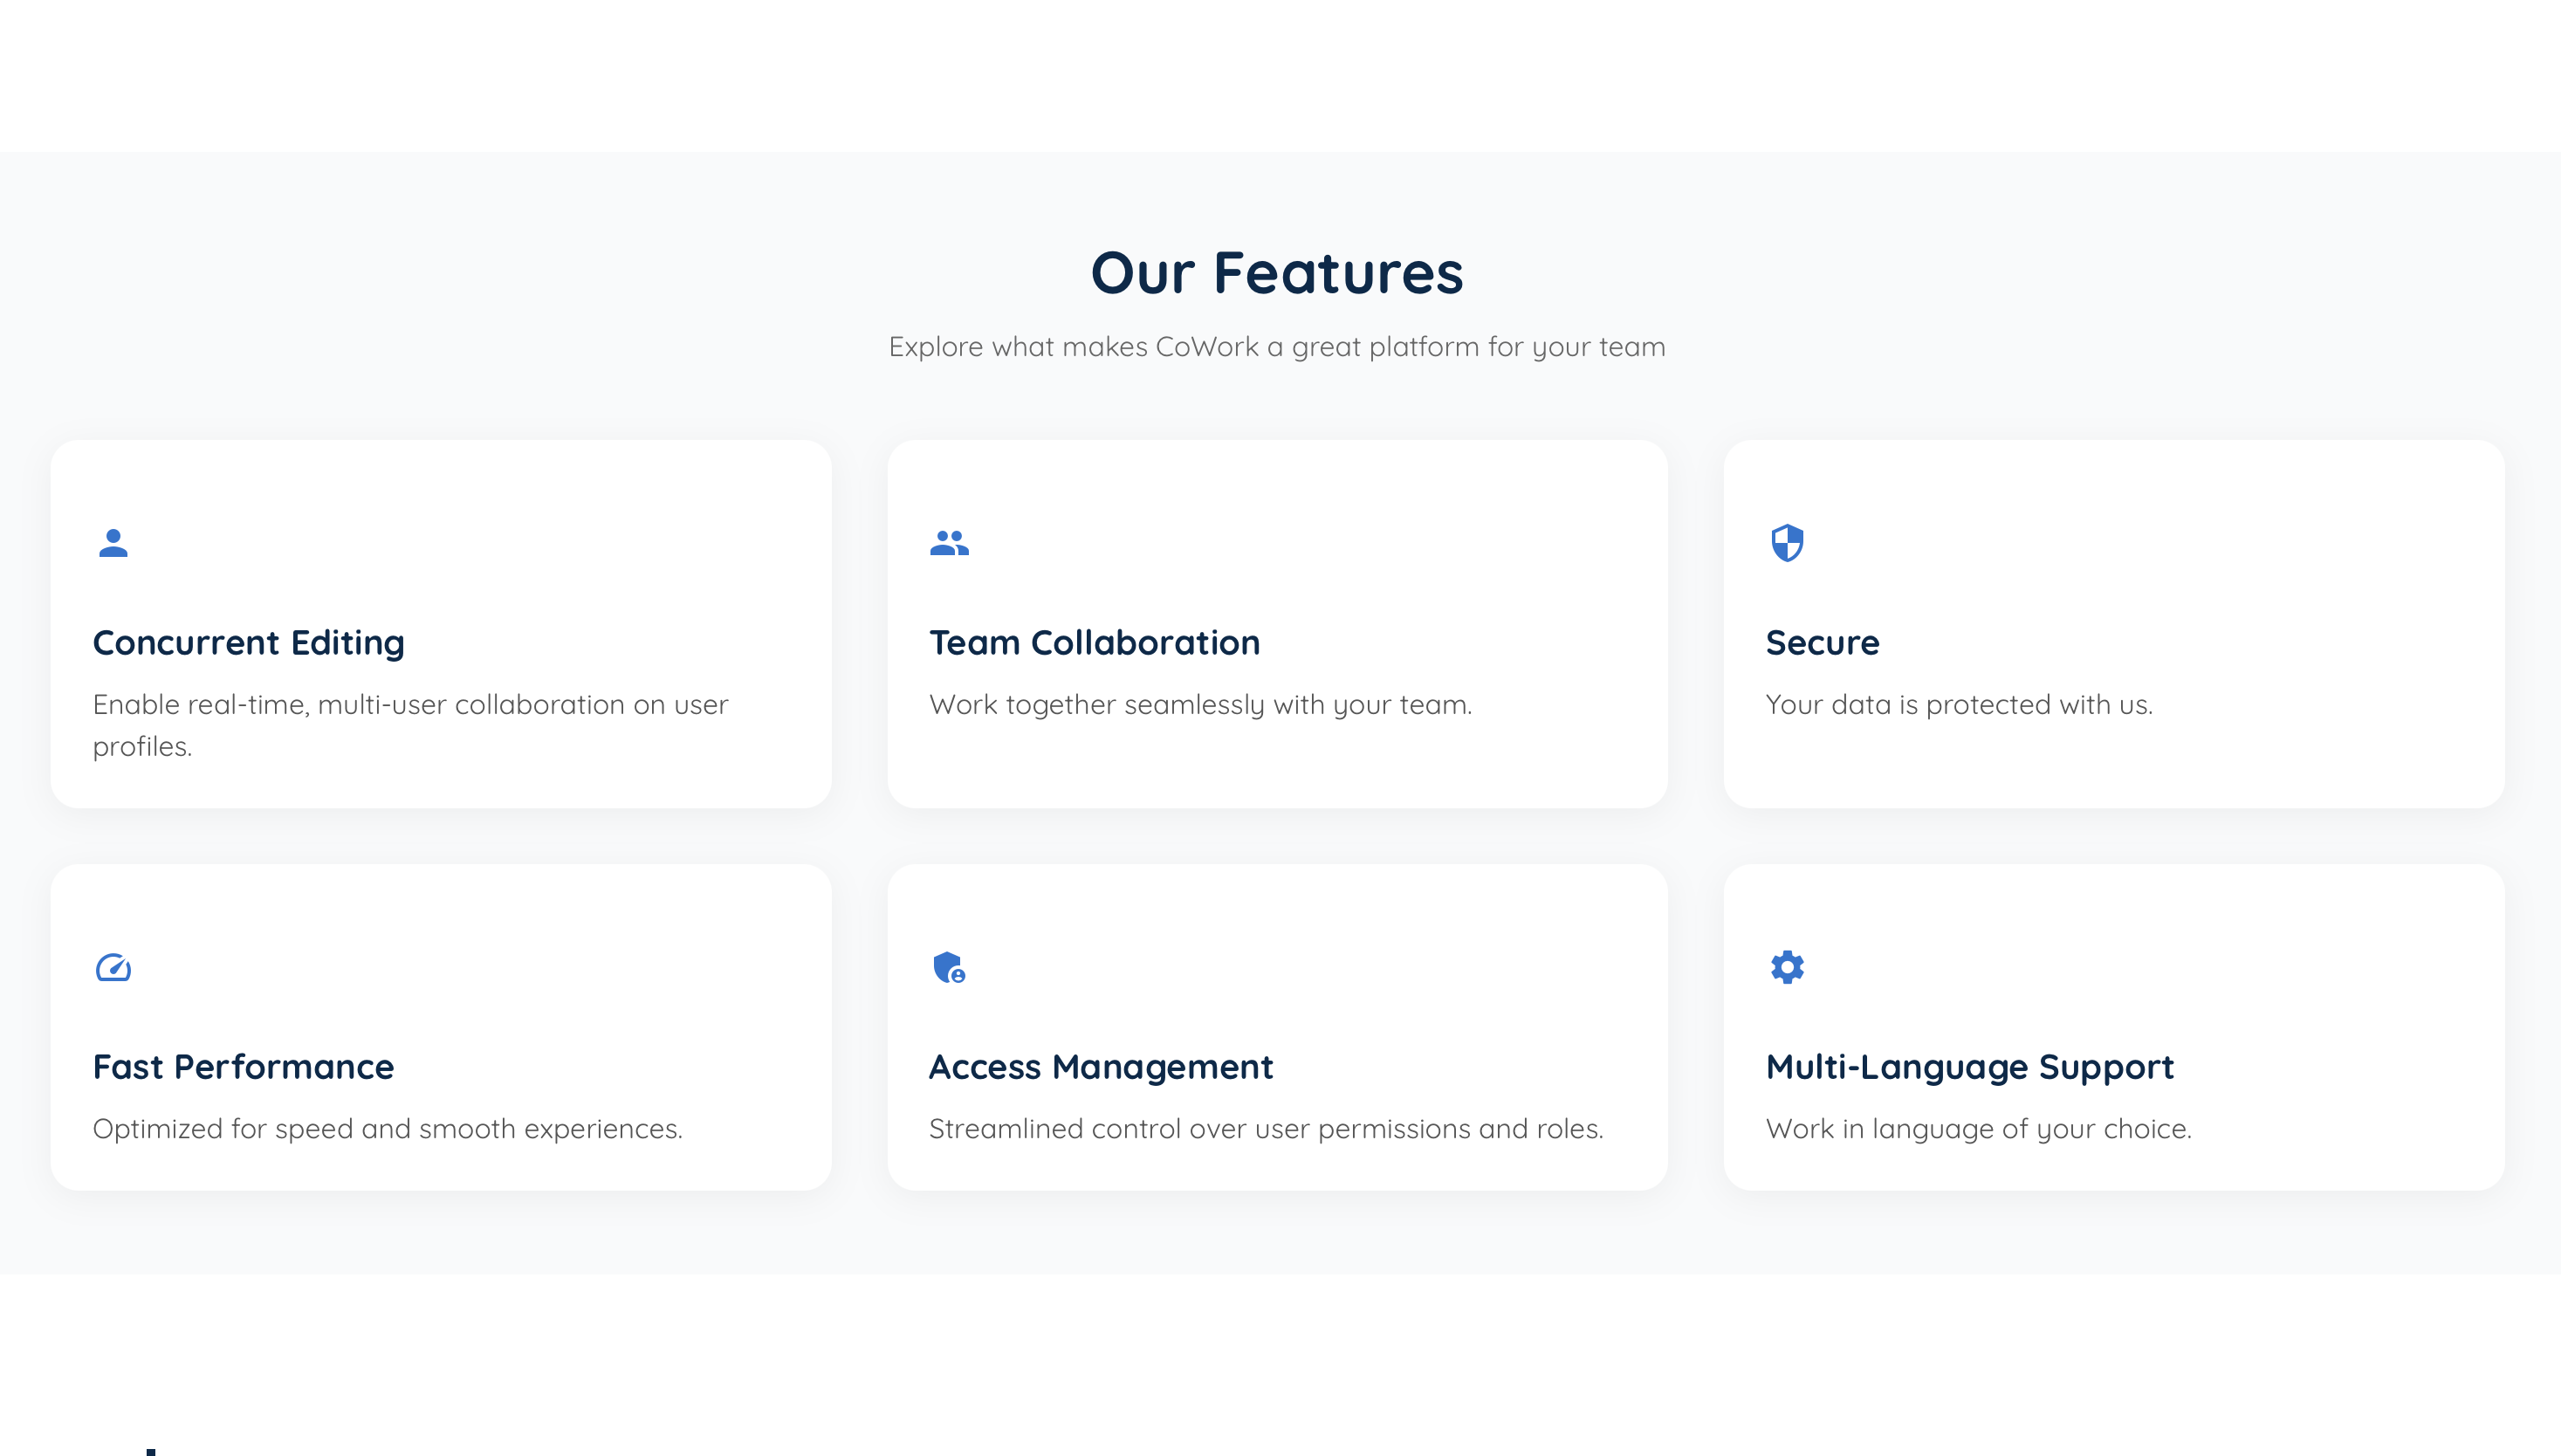 Our Features
Explore what makes CoWork a great platform for your team
Concurrent Editing
Enable real-time, multi-user collaboration on user
profiles.
Team Collaboration
Work together seamlessly with your team.
Secure
Your data is protected with us.
Fast Performance
Optimized for speed and smooth experiences.
Access Management
Streamlined control over user permissions and roles.
Multi-Language Support
Work in language of your choice.